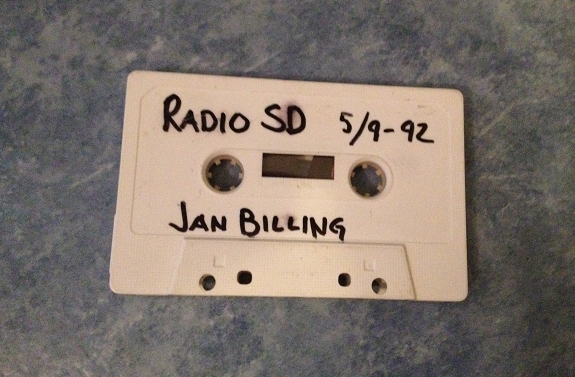 RADIO SD 5/9-92
JAN BILLING